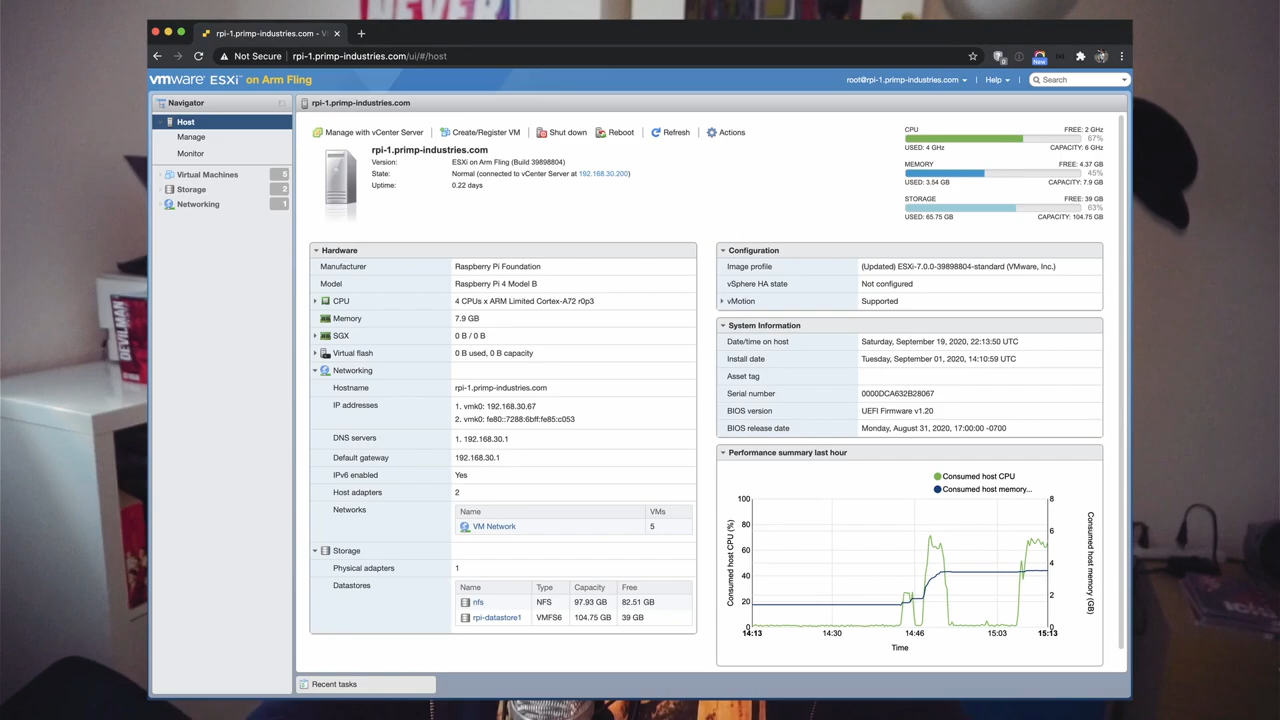 rpi-1.primp-industries.com - V
Not Secure | rpi-1.primp-industries.com/ui/#/host
New
vmware ESXi on Arm Fling
root@rpi-1.primp-industries.com | Help | Search
Navigator
Host
Manage
Monitor
Virtual Machines 5
Storage 2
Networking 1
rpi-1.primp-industries.com
Manage with vCenter Server | Create/Register VM | Shut down Reboot | Refresh | Actions
rpi-1.primp-industries.com
Version: ESXi on Arm Fling (Build 39898804)
State: Normal (connected to vCenter Server at 192.168.30.200)
Uptime: 0.22 days
CPU FREE: 2 GHz
67%
USED: 4 GHz CAPACITY: 6 GHz
MEMORY FREE: 4.37 GB
45%
USED: 3.54 GB CAPACITY: 7.9 GB
STORAGE FREE: 39 GB
63%
USED: 65.75 GB CAPACITY: 104.75 GB
Hardware
Manufacturer Raspberry Pi Foundation
Model Raspberry Pi 4 Model B
CPU 4 CPUs x ARM Limited Cortex-A72 r0p3
Memory 7.9 GB
SGX 0 B / 0 B
Virtual flash 0 B used, 0 B capacity
Networking
Hostname rpi-1.primp-industries.com
IP addresses 1. vmk0: 192.168.30.67
2. vmk0: fe80::7288:6bff:fe85:c053
DNS servers 1. 192.168.30.1
Default gateway 192.168.30.1
IPv6 enabled Yes
Host adapters 2
Networks Name VMs
VM Network 5
Storage
Physical adapters 1
Datastores Name Type Capacity Free
nfs NFS 97.93 GB 82.51 GB
rpi-datastore1 VMFS6 104.75 GB 39 GB
Configuration
Image profile (Updated) ESXi-7.0.0-39898804-standard (VMware, Inc.)
vSphere HA state Not configured
vMotion Supported
System Information
Date/time on host Saturday, September 19, 2020, 22:13:50 UTC
Install date Tuesday, September 01, 2020, 14:10:59 UTC
Asset tag
Serial number 0000DCA632B28067
BIOS version UEFI Firmware v1.20
BIOS release date Monday, August 31, 2020, 17:00:00 -0700
Performance summary last hour
Consumed host CPU
Consumed host memory...
Consumed host CPU (%)
100
80
60
40
20
0
8
6
4
2
0
Consumed host memory (GB)
14:13 14:30 14:46 15:03 15:13
Time
Recent tasks
DEVILMAN